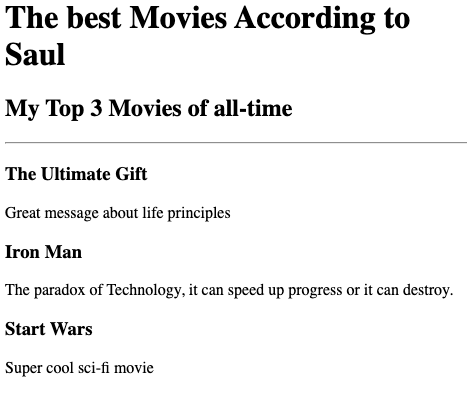 The best Movies According to
Saul
My Top 3 Movies of all-time
The Ultimate Gift
Great message about life principles
Iron Man
The paradox of Technology, it can speed up progress or it can destroy.
Start Wars
Super cool sci-fi movie